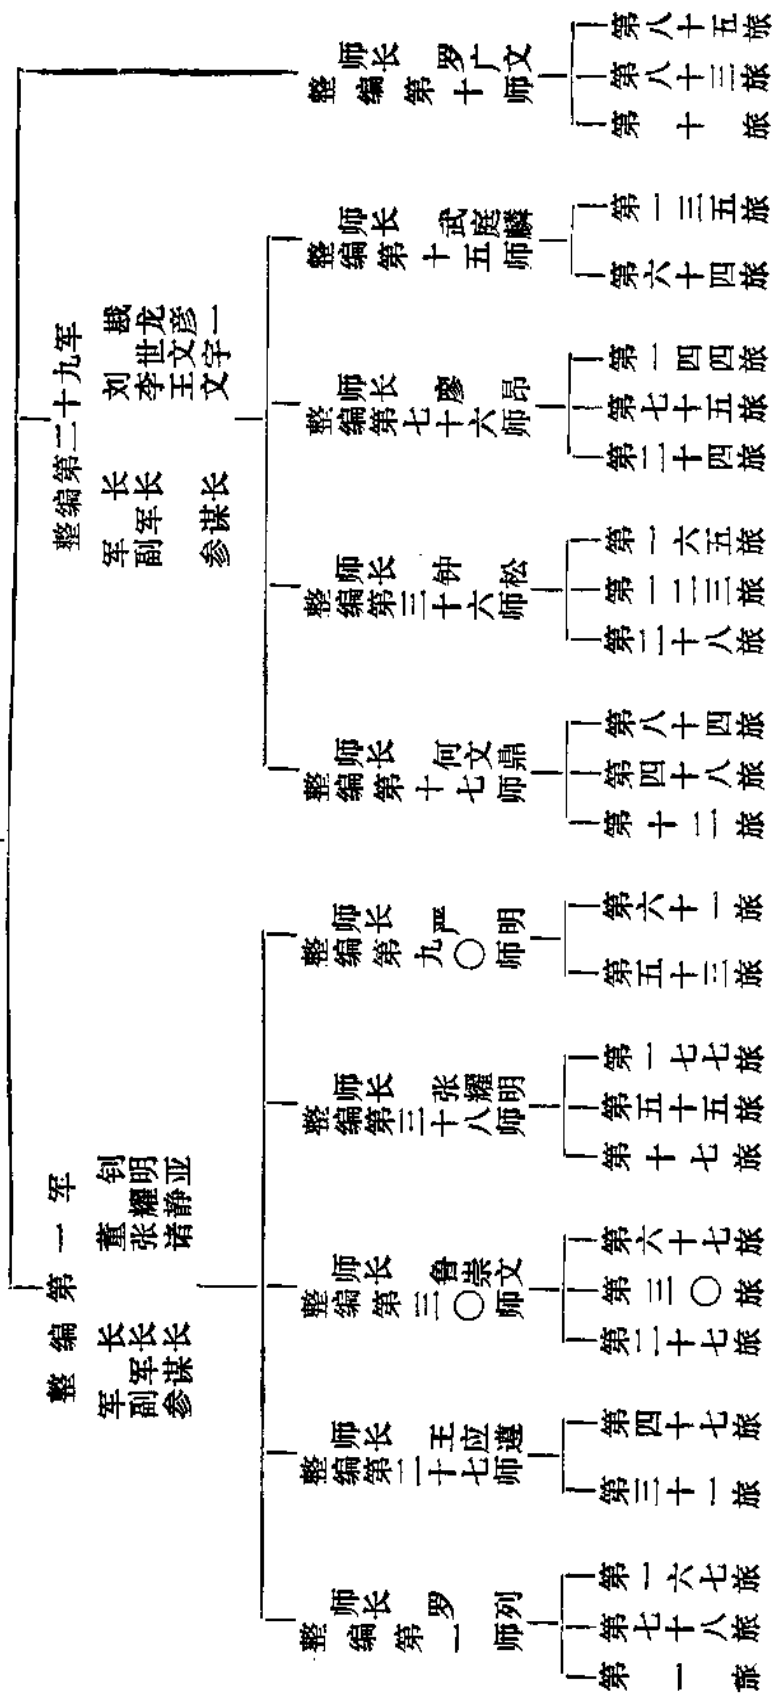 整编第一军
军长 董钊
副军长 张耀明
参谋长 诸静亚
整编第二十九军
军长 刘戡
副军长 李世龙
王文彦
参谋长 文宇一
整编第一师
师长 罗列
整编第二十七师
师长 王应遵
整编第三〇师
师长 鲁崇文
整编第三十八师
师长 张耀明
整编第九〇师
师长 严明
整编第十七师
师长 何文鼎
整编第三十六师
师长 钟松
整编第七十六师
师长 廖昂
整编第十五师
师长 武庭麟
整编第十师
师长 罗广文
第一旅
第七十八旅
第一六七旅
第三十一旅
第四十七旅
第二十七旅
第三〇旅
第六十七旅
第十七旅
第五十五旅
第一七七旅
第五十三旅
第六十一旅
第十二旅
第四十八旅
第八十四旅
第二十八旅
第一二三旅
第一六五旅
第二十四旅
第七十五旅
第一四四旅
第六十四旅
第一三五旅
第十旅
第八十三旅
第八十五旅